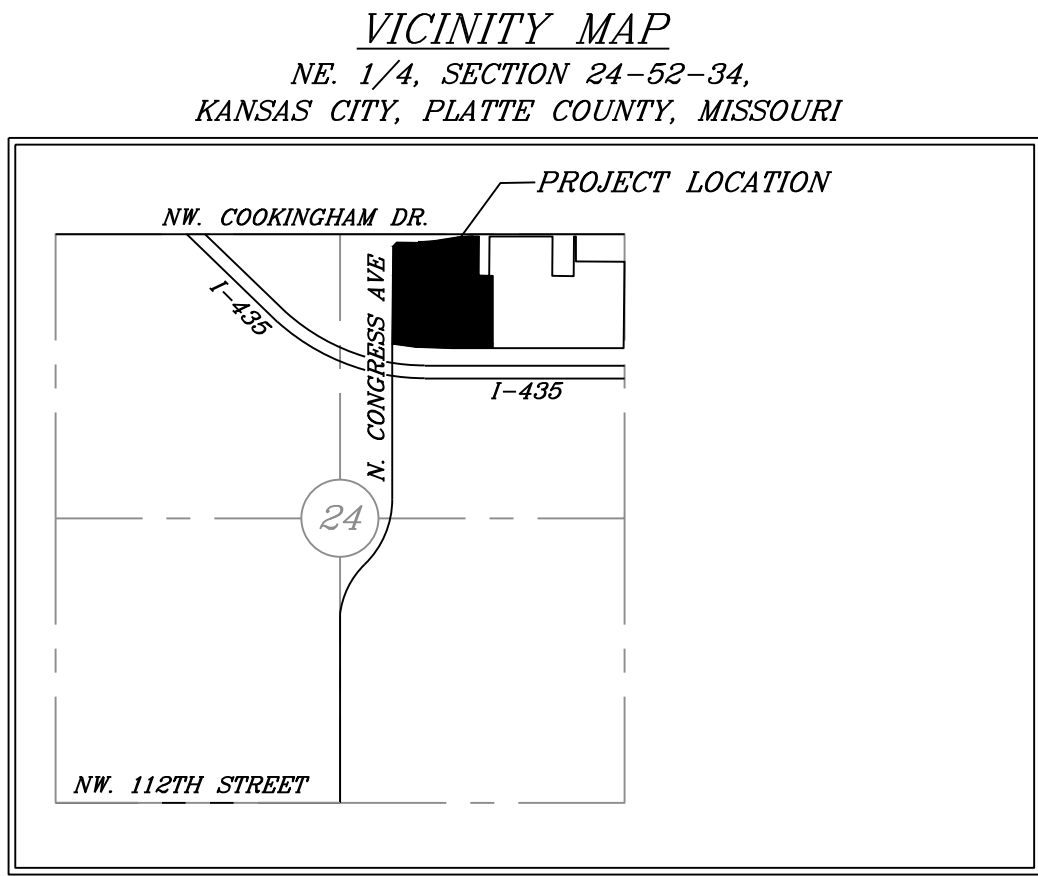 VICINITY MAP
NE. 1/4, SECTION 24-52-34,
KANSAS CITY, PLATTE COUNTY, MISSOURI
PROJECT LOCATION
NW. COOKINGHAM DR.
I-435
N. CONGRESS AVE
I-435
24
NW. 112TH STREET